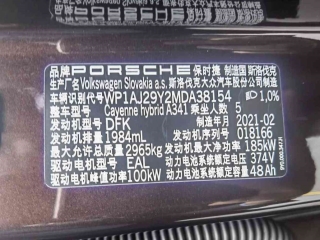 品牌 PORSCHE 保时捷 制造国 斯洛伐克
生产厂名 Volkswagen Slovakia a.s. 斯洛伐克大众汽车股份公司制造
车辆识别代号 WP1AJ29Y2MDA38154 1,0%
整车型号 Cayenne hybrid A341 乘坐人数 5
发动机型号 DFK 制造年月 2021-02
发动机排量 1984mL 018166
最大允许总质量 2965kg 发动机最大净功率 185kW
驱动电机型号 EAL 动力电池系统额定电压 374V
驱动电机峰值功率 100kW 动力电池系统额定容量 48Ah